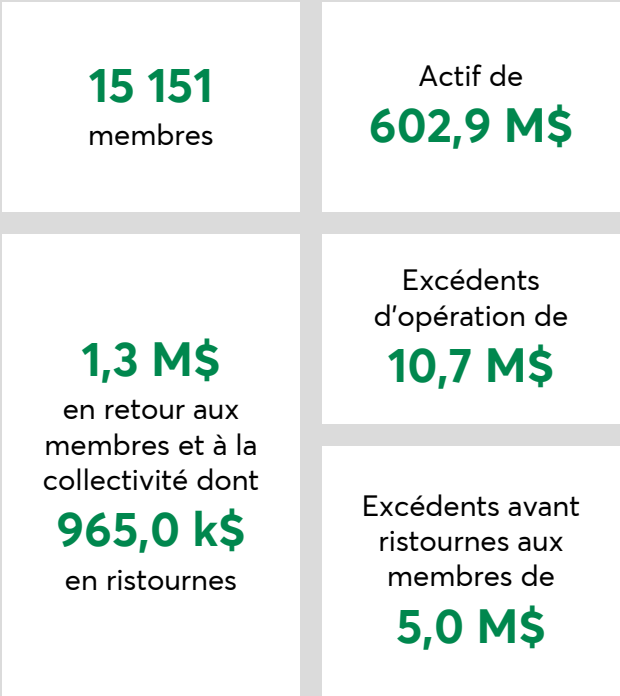 15 151
membres
Actif de
602,9 M$
1,3 M$
en retour aux
membres et à la
collectivité dont
965,0 k$
en ristournes
Excédents
d’opération de
10,7 M$
Excédents avant
ristournes aux
membres de
5,0 M$